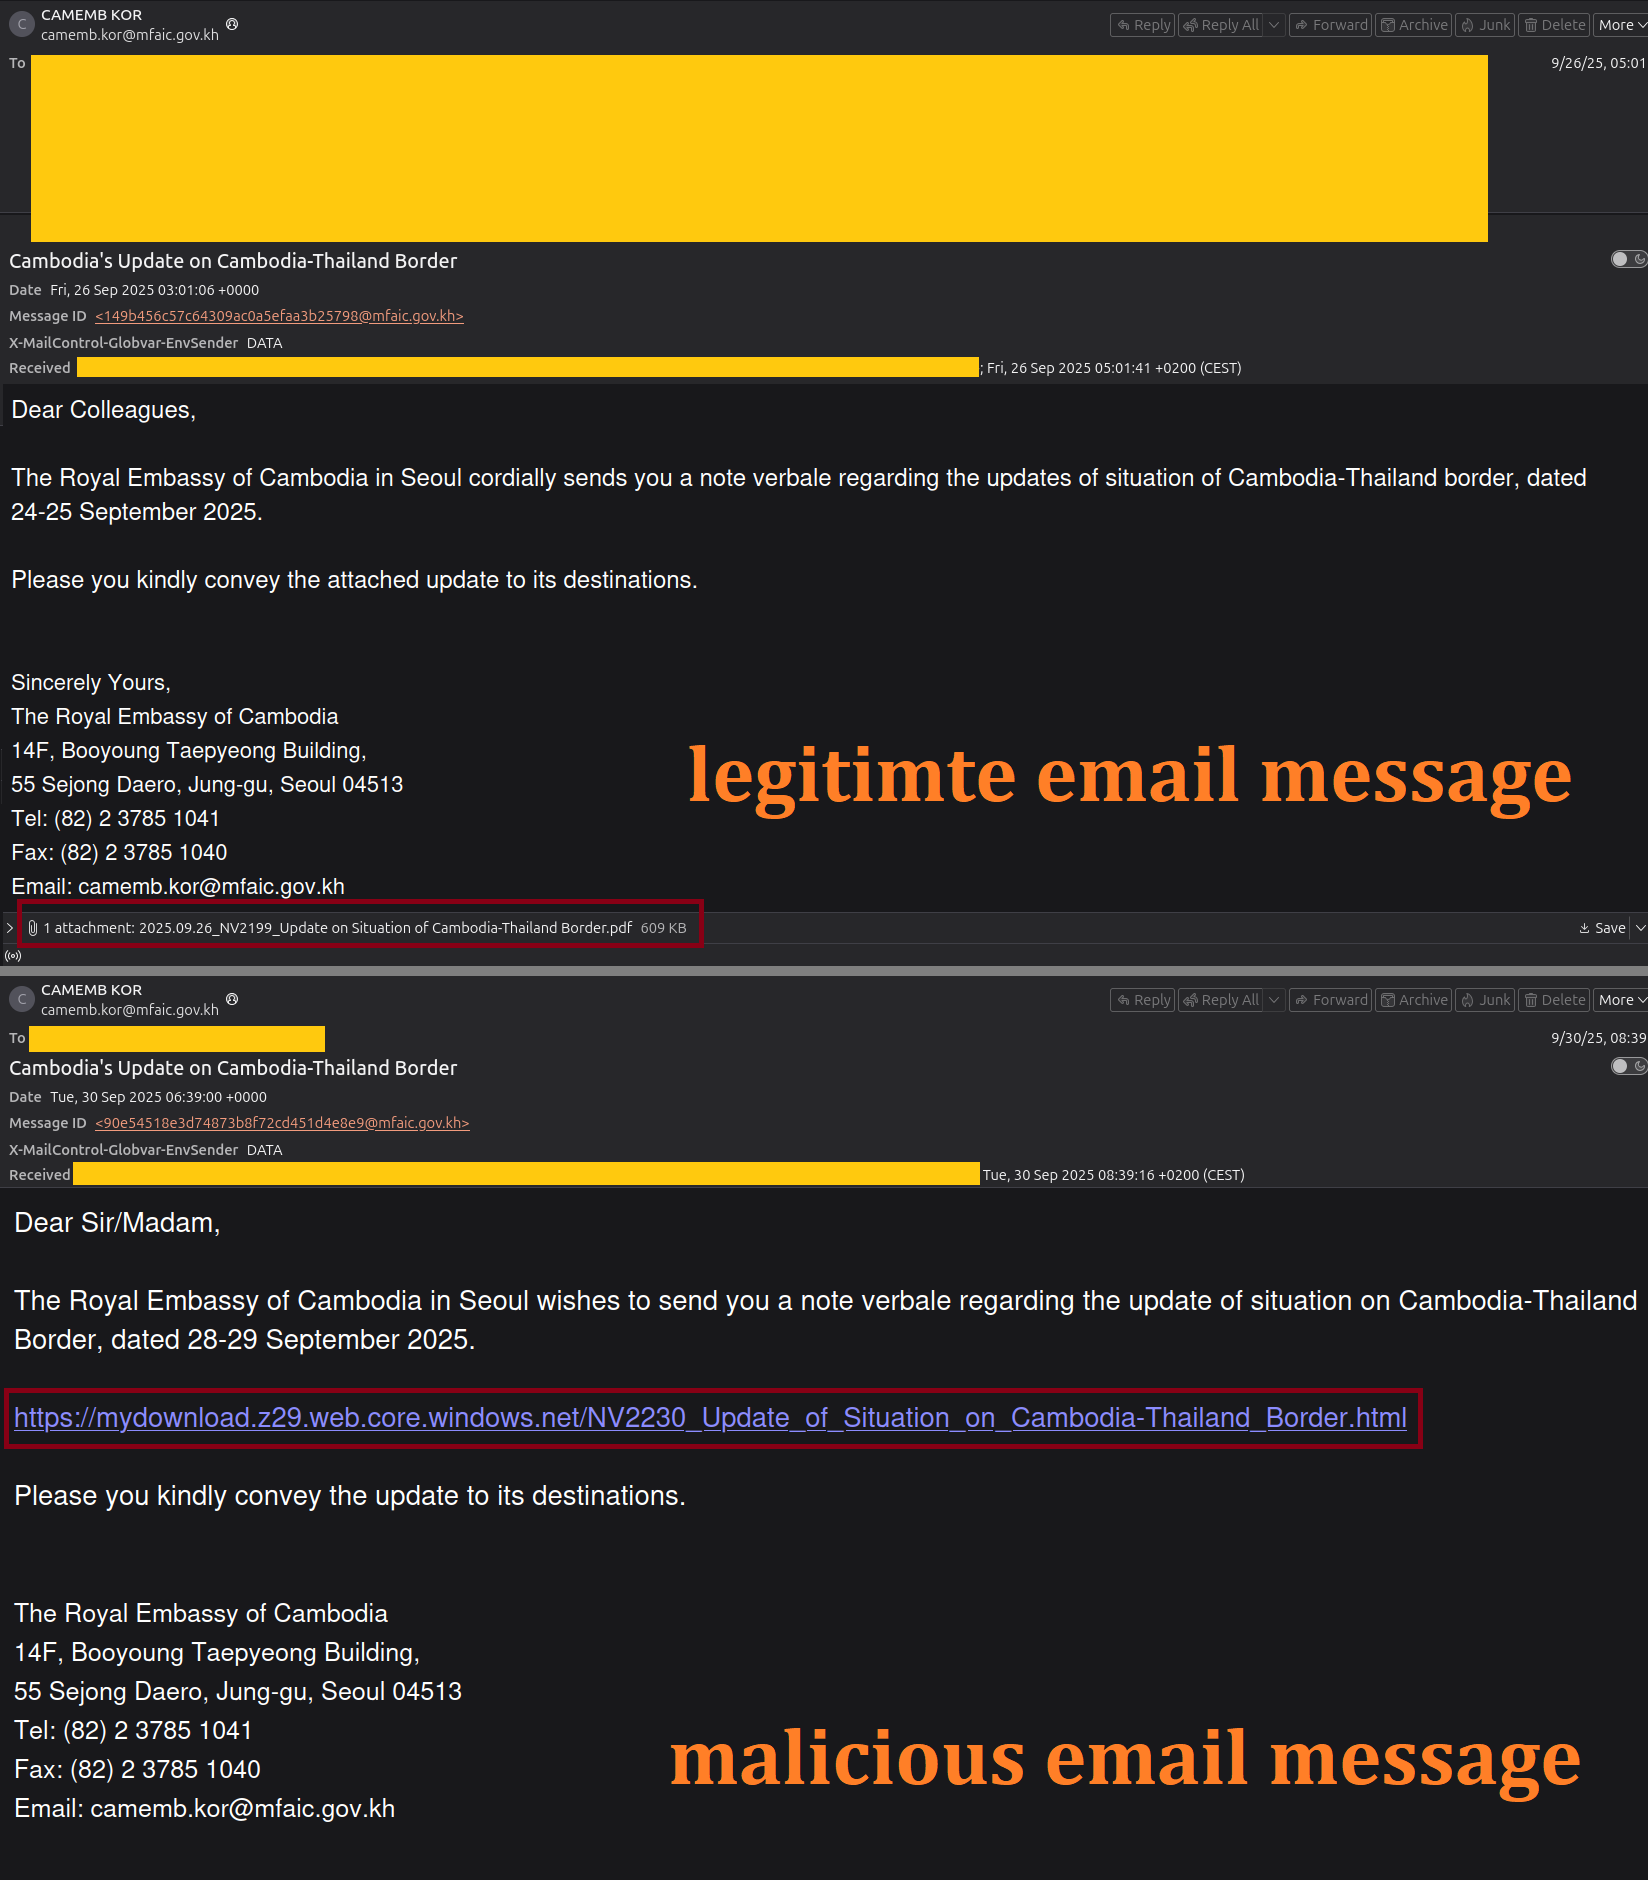 C
CAMEMB KOR
camemb.kor@mfaic.gov.kh
Reply
Reply All
Forward
Archive
Junk
Delete
More
To
9/26/25, 05:01
Cambodia's Update on Cambodia-Thailand Border
Date Fri, 26 Sep 2025 03:01:06 +0000
Message ID <149b456c57c64309ac0a5efaa3b25798@mfaic.gov.kh>
X-MailControl-Globvar-EnvSender DATA
Received ; Fri, 26 Sep 2025 05:01:41 +0200 (CEST)
Dear Colleagues,
The Royal Embassy of Cambodia in Seoul cordially sends you a note verbale regarding the updates of situation of Cambodia-Thailand border, dated
24-25 September 2025.
Please you kindly convey the attached update to its destinations.
Sincerely Yours,
The Royal Embassy of Cambodia
14F, Booyoung Taepyeong Building,
55 Sejong Daero, Jung-gu, Seoul 04513
Tel: (82) 2 3785 1041
Fax: (82) 2 3785 1040
Email: camemb.kor@mfaic.gov.kh
legitimte email message
1 attachment: 2025.09.26_NV2199_Update on Situation of Cambodia-Thailand Border.pdf 609 KB
Save
C
CAMEMB KOR
camemb.kor@mfaic.gov.kh
Reply
Reply All
Forward
Archive
Junk
Delete
More
To
9/30/25, 08:39
Cambodia's Update on Cambodia-Thailand Border
Date Tue, 30 Sep 2025 06:39:00 +0000
Message ID <90e54518e3d74873b8f72cd451d4e8e9@mfaic.gov.kh>
X-MailControl-Globvar-EnvSender DATA
Received Tue, 30 Sep 2025 08:39:16 +0200 (CEST)
Dear Sir/Madam,
The Royal Embassy of Cambodia in Seoul wishes to send you a note verbale regarding the update of situation on Cambodia-Thailand
Border, dated 28-29 September 2025.
https://mydownload.z29.web.core.windows.net/NV2230_Update_of_Situation_on_Cambodia-Thailand_Border.html
Please you kindly convey the update to its destinations.
The Royal Embassy of Cambodia
14F, Booyoung Taepyeong Building,
55 Sejong Daero, Jung-gu, Seoul 04513
Tel: (82) 2 3785 1041
Fax: (82) 2 3785 1040
Email: camemb.kor@mfaic.gov.kh
malicious email message